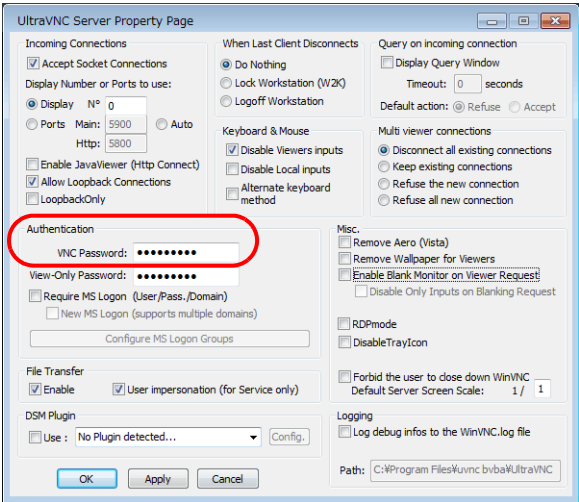 UltraVNC Server Property Page
Incoming Connections
Accept Socket Connections
Display Number or Ports to use:
Display N° 0
Ports Main: 5900 Auto
Http: 5800
Enable JavaViewer (Http Connect)
Allow Loopback Connections
LoopbackOnly
When Last Client Disconnects
Do Nothing
Lock Workstation (W2K)
Logoff Workstation
Keyboard & Mouse
Disable Viewers inputs
Disable Local inputs
Alternate keyboard
method
Query on incoming connection
Display Query Window
Timeout: 0 seconds
Default action: Refuse Accept
Multi viewer connections
Disconnect all existing connections
Keep existing connections
Refuse the new connection
Refuse all new connection
Authentication
VNC Password: •••••••••
View-Only Password: •••••••••
Require MS Logon (User/Pass./Domain)
New MS Logon (supports multiple domains)
Configure MS Logon Groups
Misc.
Remove Aero (Vista)
Remove Wallpaper for Viewers
Enable Blank Monitor on Viewer Request
Disable Only Inputs on Blanking Request
RDPmode
DisableTrayIcon
Forbid the user to close down WinVNC
Default Server Screen Scale: 1 / 1
File Transfer
Enable User impersonation (for Service only)
DSM Plugin
Use : No Plugin detected... Config.
Logging
Log debug infos to the WinVNC.log file
Path: C:¥Program Files¥uvnc bvba¥UltraVNC
OK Apply Cancel